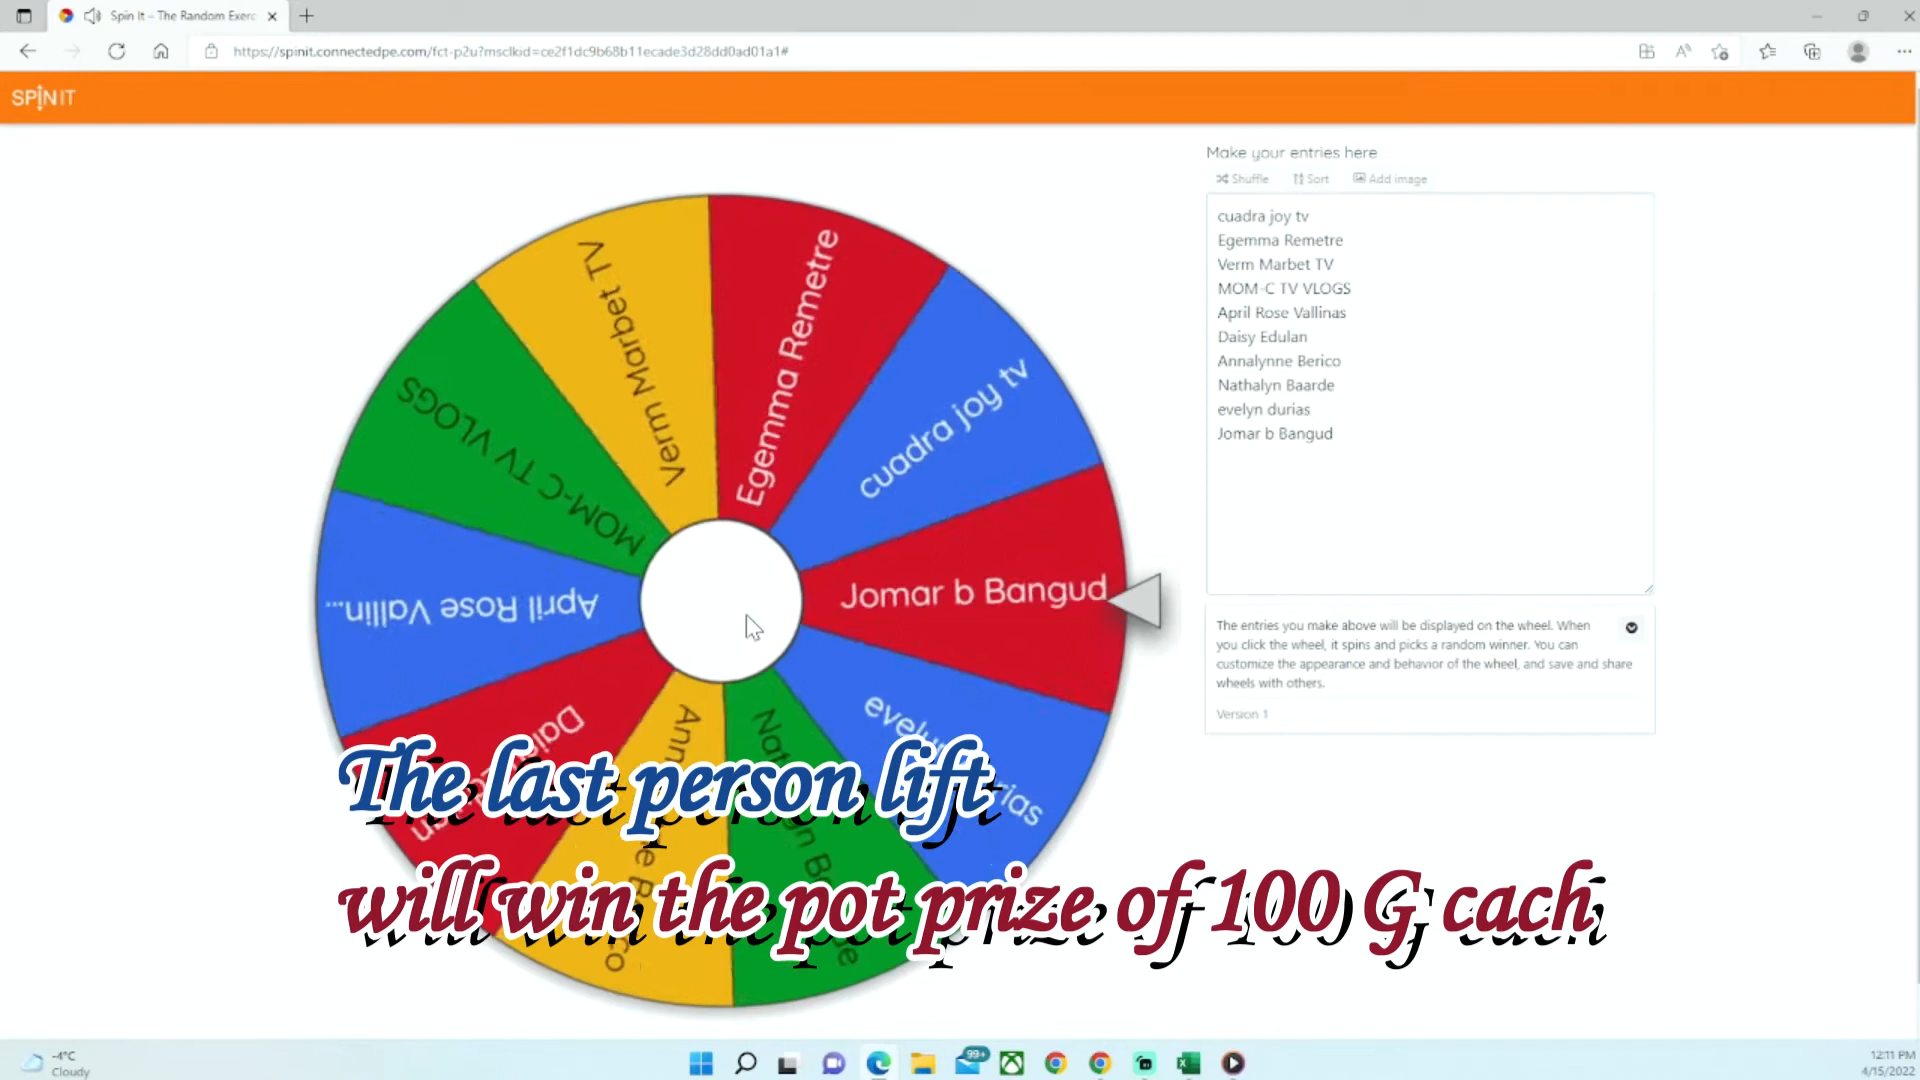 Spin It – The Random Exerc
https://spinit.connectedpe.com/fct-p2u?msclkid=ce2f1dc9b68b11ecade3d28dd0ad01a1#
SPIN IT
Make your entries here
Shuffle Sort Add image
cuadra joy tv
Egemma Remetre
Verm Marbet TV
MOM-C TV VLOGS
April Rose Vallinas
Daisy Edulan
Annalynne Berico
Nathalyn Baarde
evelyn durias
Jomar b Bangud
The entries you make above will be displayed on the wheel. When
you click the wheel, it spins and picks a random winner. You can
customize the appearance and behavior of the wheel, and save and share
wheels with others.
Version 1
Verm Marbet TV
Egemma Remetre
cuadra joy tv
MOM-C TV VLOGS
April Rose Vallin...
Jomar b Bangud
The last person lift
will win the pot prize of 100 G cach
-4°C
Cloudy
99+
12:11 PM
4/15/2022